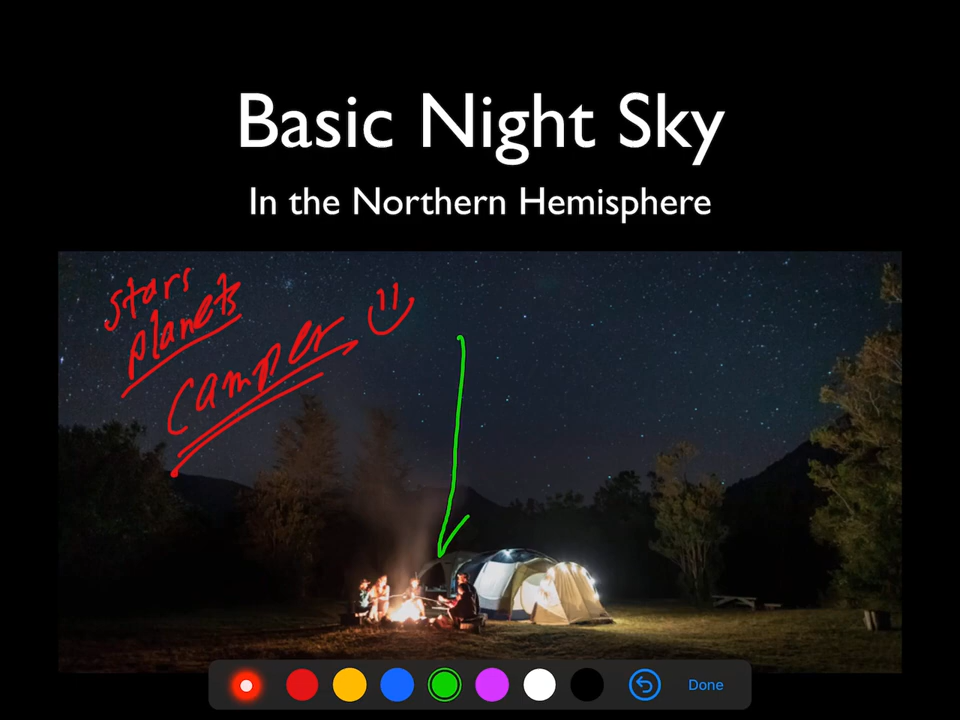 Basic Night Sky
In the Northern Hemisphere
stars
planets
camper
Done